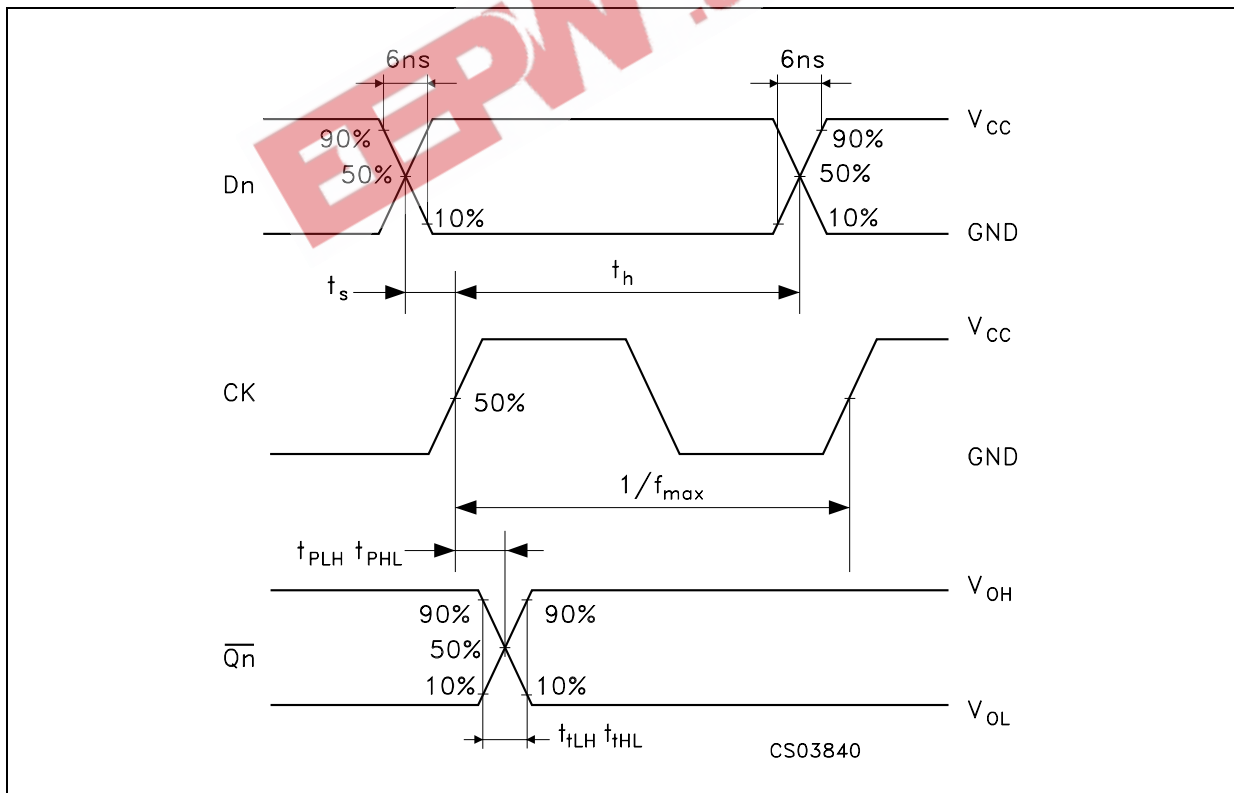 EEPW.
6ns 6ns
V CC
90% 90%
50% 50%
Dn
10% 10%
GND
t s t h
V CC
CK
50%
GND
1/f max
t PLH t PHL
V OH
90% 90%
50%
Qn
10% 10%
V OL
t tLH t tHL
CS03840